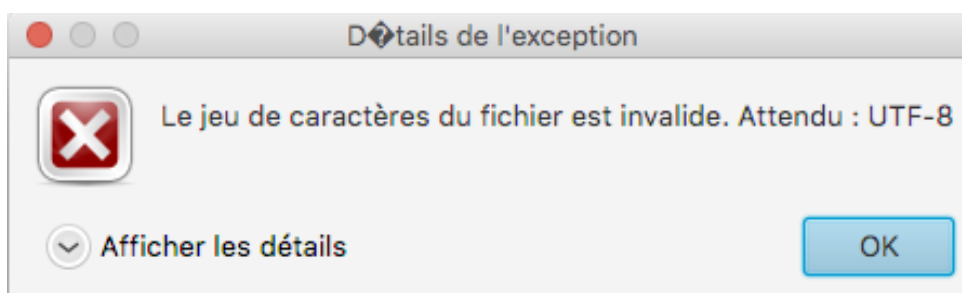 D�tails de l'exception
Le jeu de caractères du fichier est invalide. Attendu : UTF-8
Afficher les détails
OK